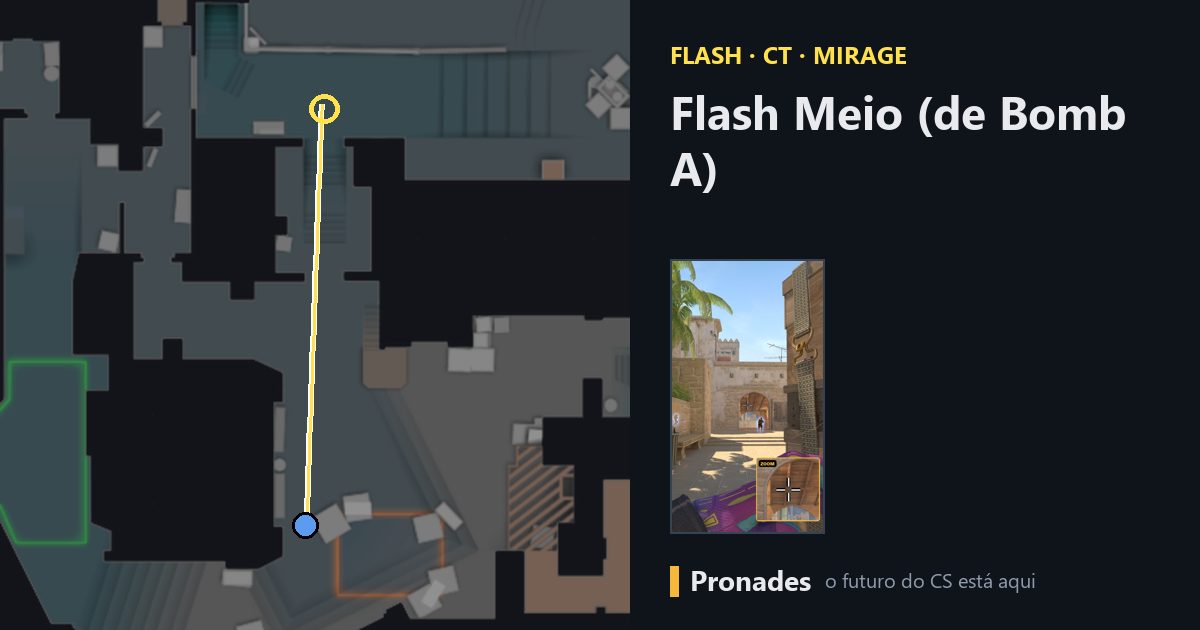 FLASH · CT · MIRAGE
Flash Meio (de Bomb
A)
ZOOM
Pronades o futuro do CS está aqui